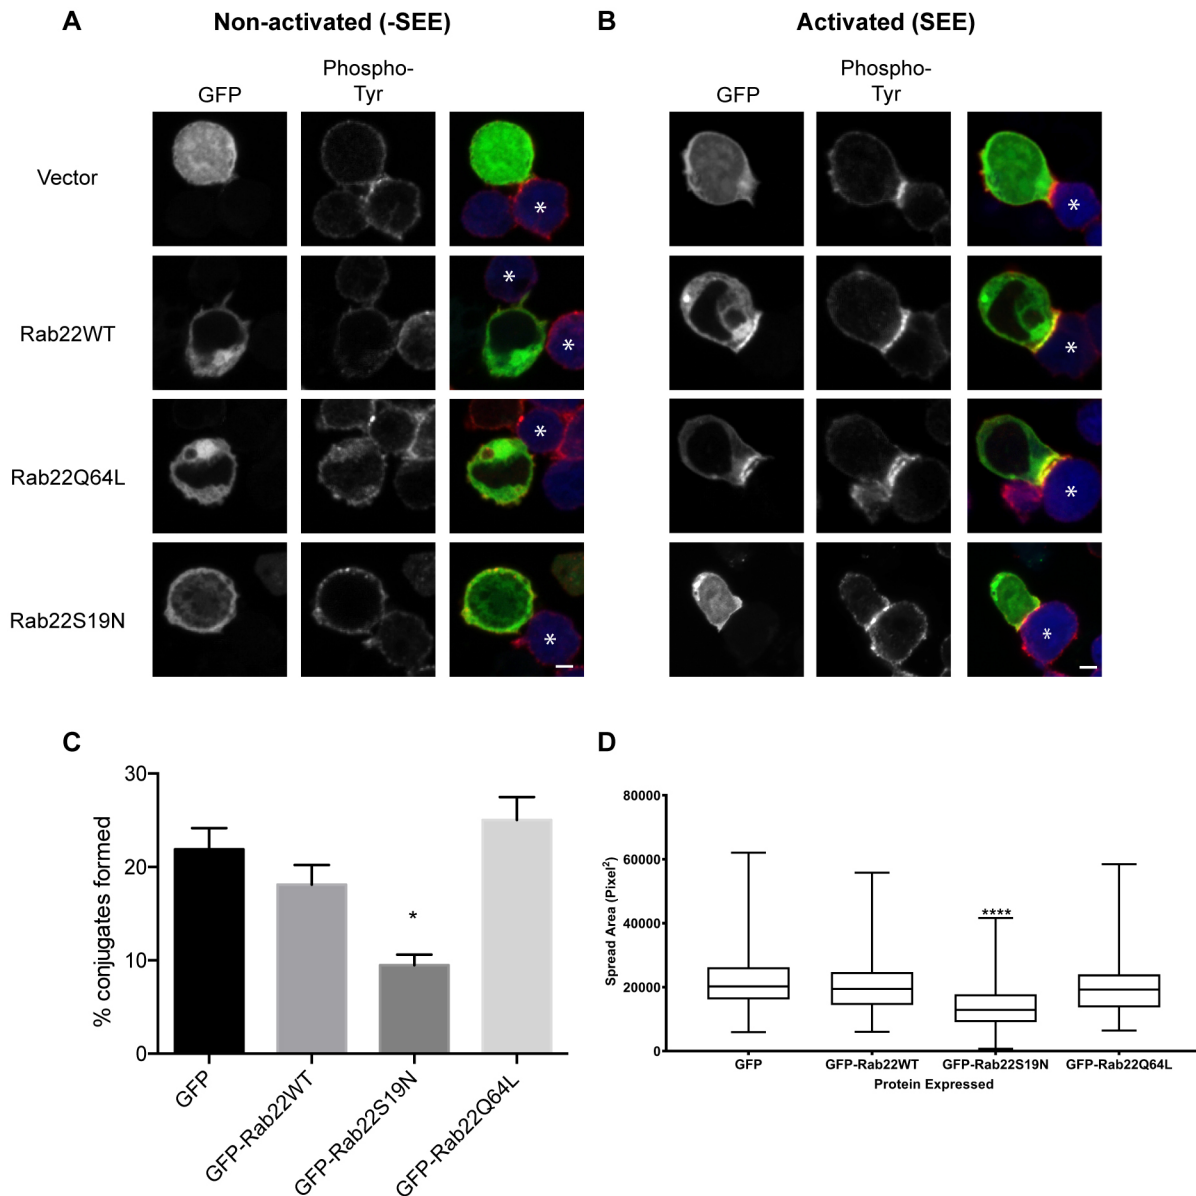 A Non-activated (-SEE)
B Activated (SEE)
GFP
Phospho-
Tyr
GFP
Phospho-
Tyr
Vector
*
*
Rab22WT
*
*
*
Rab22Q64L
*
*
Rab22S19N
*
*
C
% conjugates formed
30
20
10
0
*
GFP
GFP-Rab22WT
GFP-Rab22S19N
GFP-Rab22Q64L
D
Spread Area (Pixel²)
80000
60000
40000
20000
0
****
GFP
GFP-Rab22WT
GFP-Rab22S19N
GFP-Rab22Q64L
Protein Expressed